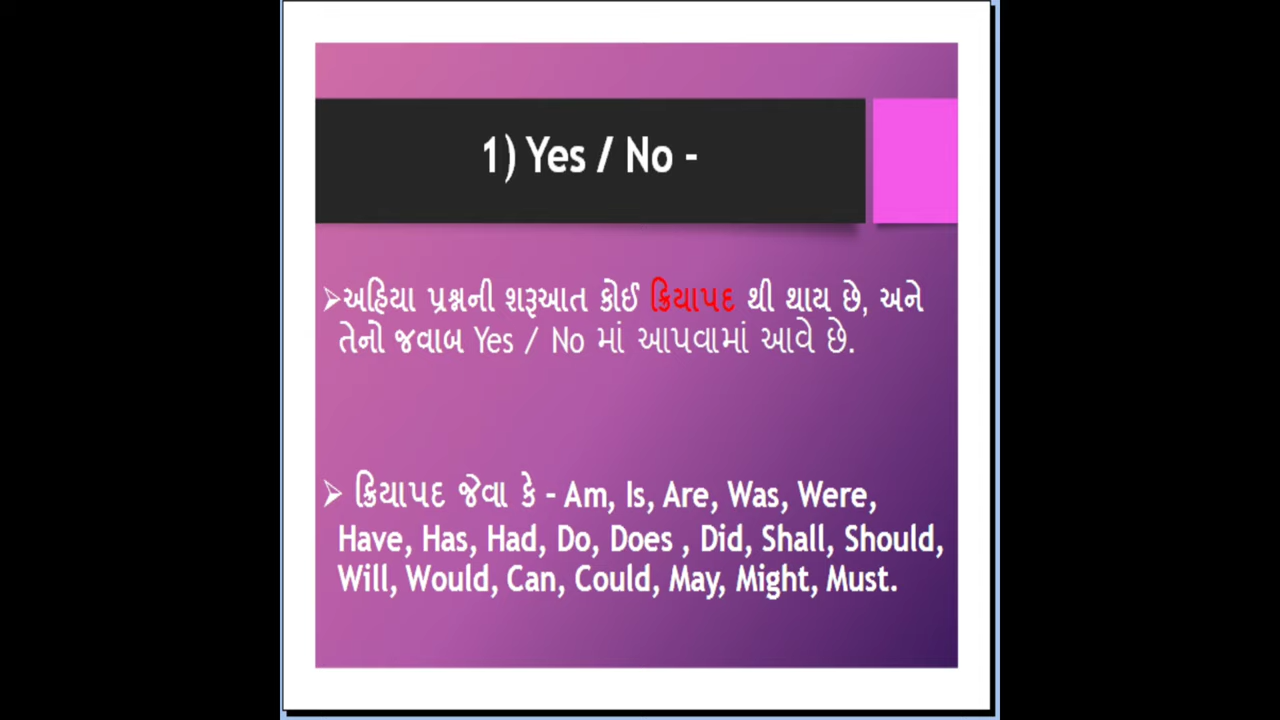 1) Yes / No -
➢અહિયા પ્રશ્નની શરૂઆત કોઈ ક્રિયાપદ થી થાય છે, અને
તેનો જવાબ Yes / No માં આપવામાં આવે છે.
➢ ક્રિયાપદ જેવા કે - Am, Is, Are, Was, Were,
Have, Has, Had, Do, Does , Did, Shall, Should,
Will, Would, Can, Could, May, Might, Must.